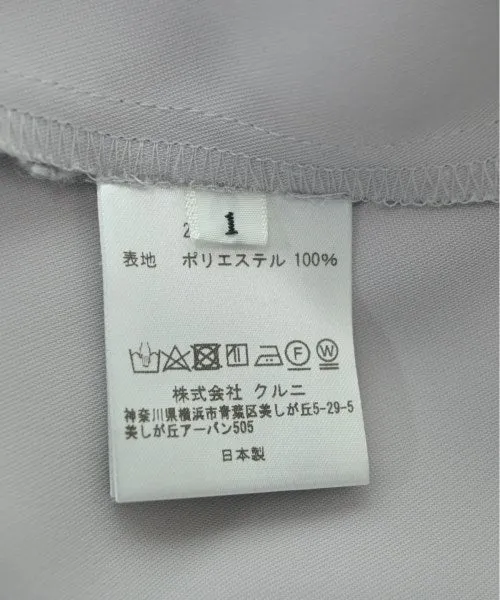 1
2
表地 ポリエステル 100%
F W
株式会社 クルニ
神奈川県横浜市青葉区美しが丘5-29-5
美しが丘アーバン505
日本製